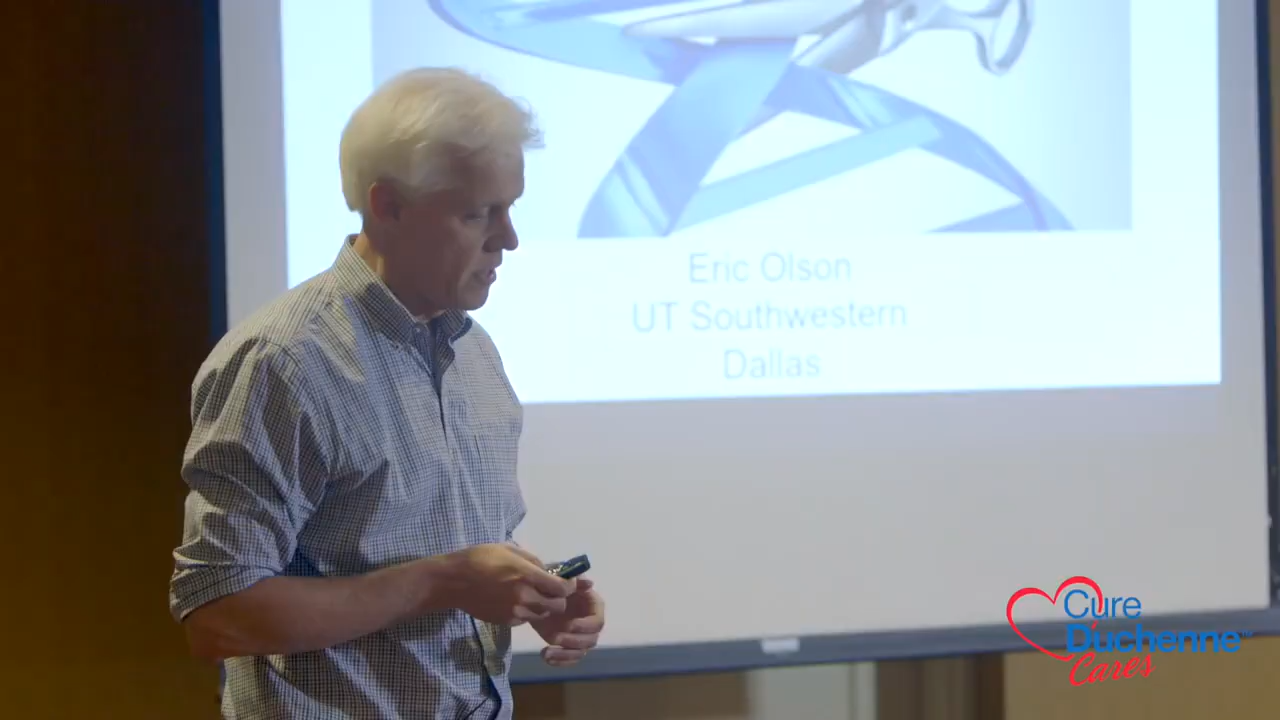 Eric Olson
UT Southwestern
Dallas
Cure
Duchenne
Cares